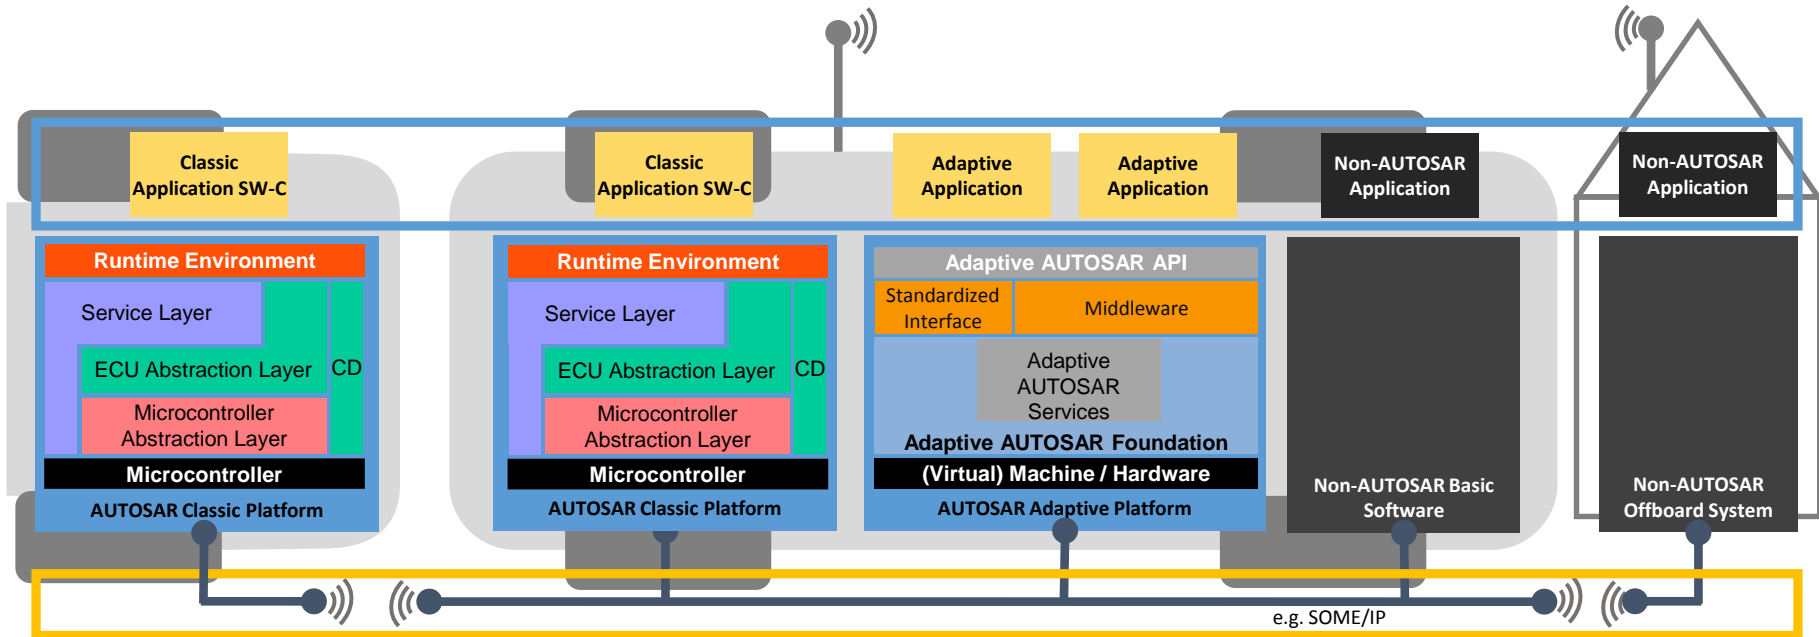 Classic
Application SW-C
Classic
Application SW-C
Adaptive
Application
Adaptive
Application
Non-AUTOSAR
Application
Non-AUTOSAR
Application
Runtime Environment
Service Layer
ECU Abstraction Layer
CD
Microcontroller
Abstraction Layer
Microcontroller
AUTOSAR Classic Platform
Runtime Environment
Service Layer
ECU Abstraction Layer
CD
Microcontroller
Abstraction Layer
Microcontroller
AUTOSAR Classic Platform
Adaptive AUTOSAR API
Standardized
Interface
Middleware
Adaptive
AUTOSAR
Services
Adaptive AUTOSAR Foundation
(Virtual) Machine / Hardware
AUTOSAR Adaptive Platform
Non-AUTOSAR Basic
Software
Non-AUTOSAR
Offboard System
e.g. SOME/IP